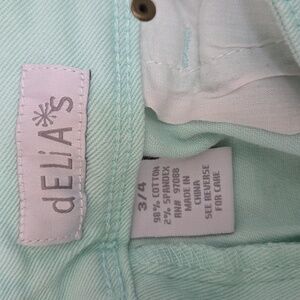 dELiA*s
3/4
98% COTTON
2% SPANDEX
RN# 97088
MADE IN
CHINA
SEE REVERSE
FOR CARE